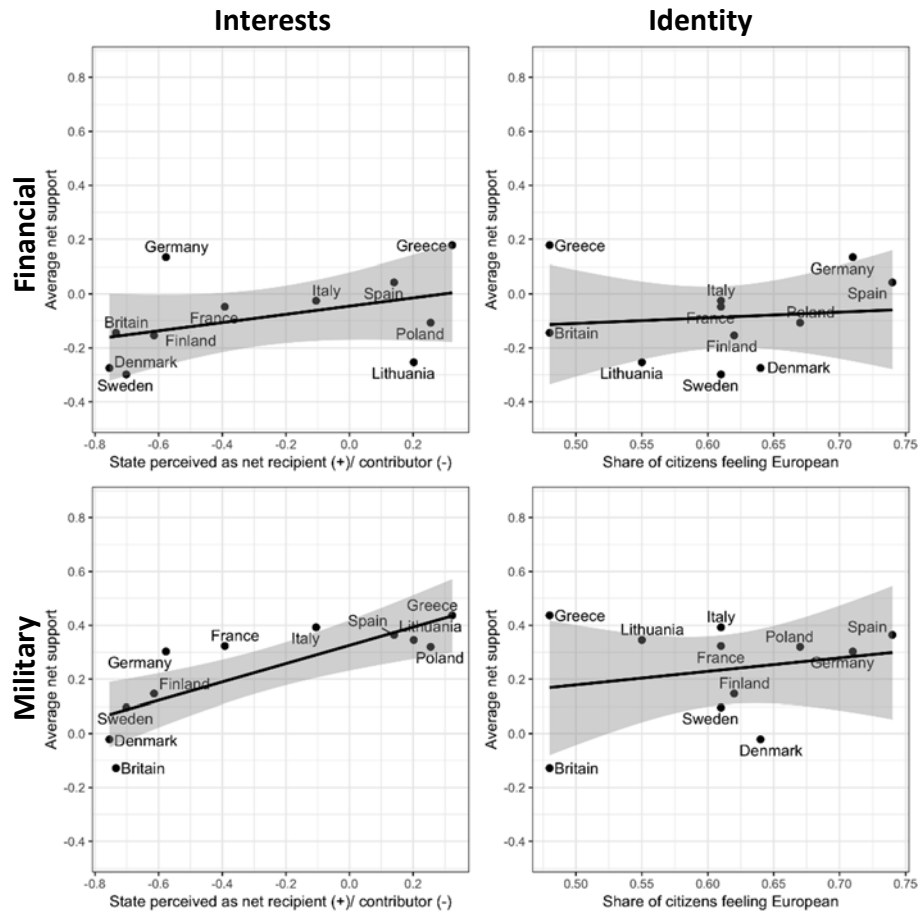 Interests
Identity
Financial
Average net support
0.8
0.6
0.4
0.2
0.0
-0.2
-0.4
Germany
Greece
Italy
Spain
Britain
France
Finland
Poland
Denmark
Sweden
Lithuania
-0.8
-0.6
-0.4
-0.2
0.0
0.2
State perceived as net recipient (+)/ contributor (-)
Average net support
0.8
0.6
0.4
0.2
0.0
-0.2
-0.4
Greece
Germany
Italy
Spain
France
Poland
Britain
Finland
Lithuania
Sweden
Denmark
0.50
0.55
0.60
0.65
0.70
0.75
Share of citizens feeling European
Military
Average net support
0.8
0.6
0.4
0.2
0.0
-0.2
-0.4
Greece
Spain
Lithuania
France
Italy
Poland
Germany
Finland
Sweden
Denmark
Britain
-0.8
-0.6
-0.4
-0.2
0.0
0.2
State perceived as net recipient (+)/ contributor (-)
Average net support
0.8
0.6
0.4
0.2
0.0
-0.2
-0.4
Greece
Italy
Spain
Lithuania
Poland
France
Germany
Finland
Sweden
Denmark
Britain
0.50
0.55
0.60
0.65
0.70
0.75
Share of citizens feeling European